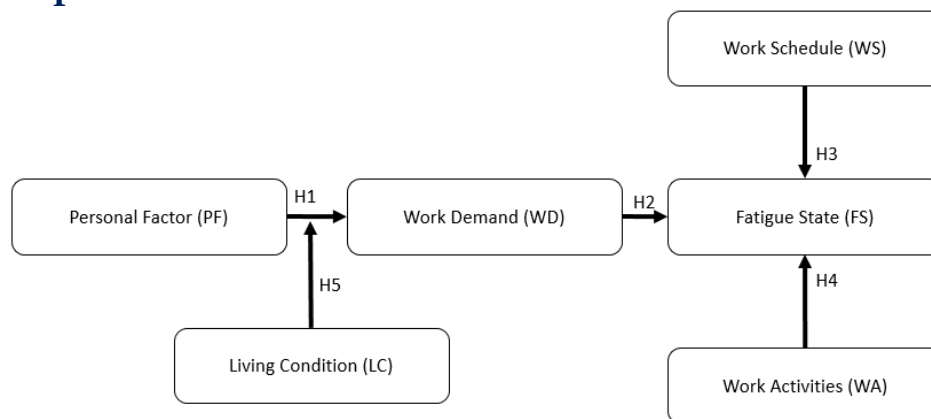 Work Schedule (WS)
H3
Personal Factor (PF)
H1
Work Demand (WD)
H2
Fatigue State (FS)
H5
H4
Living Condition (LC)
Work Activities (WA)